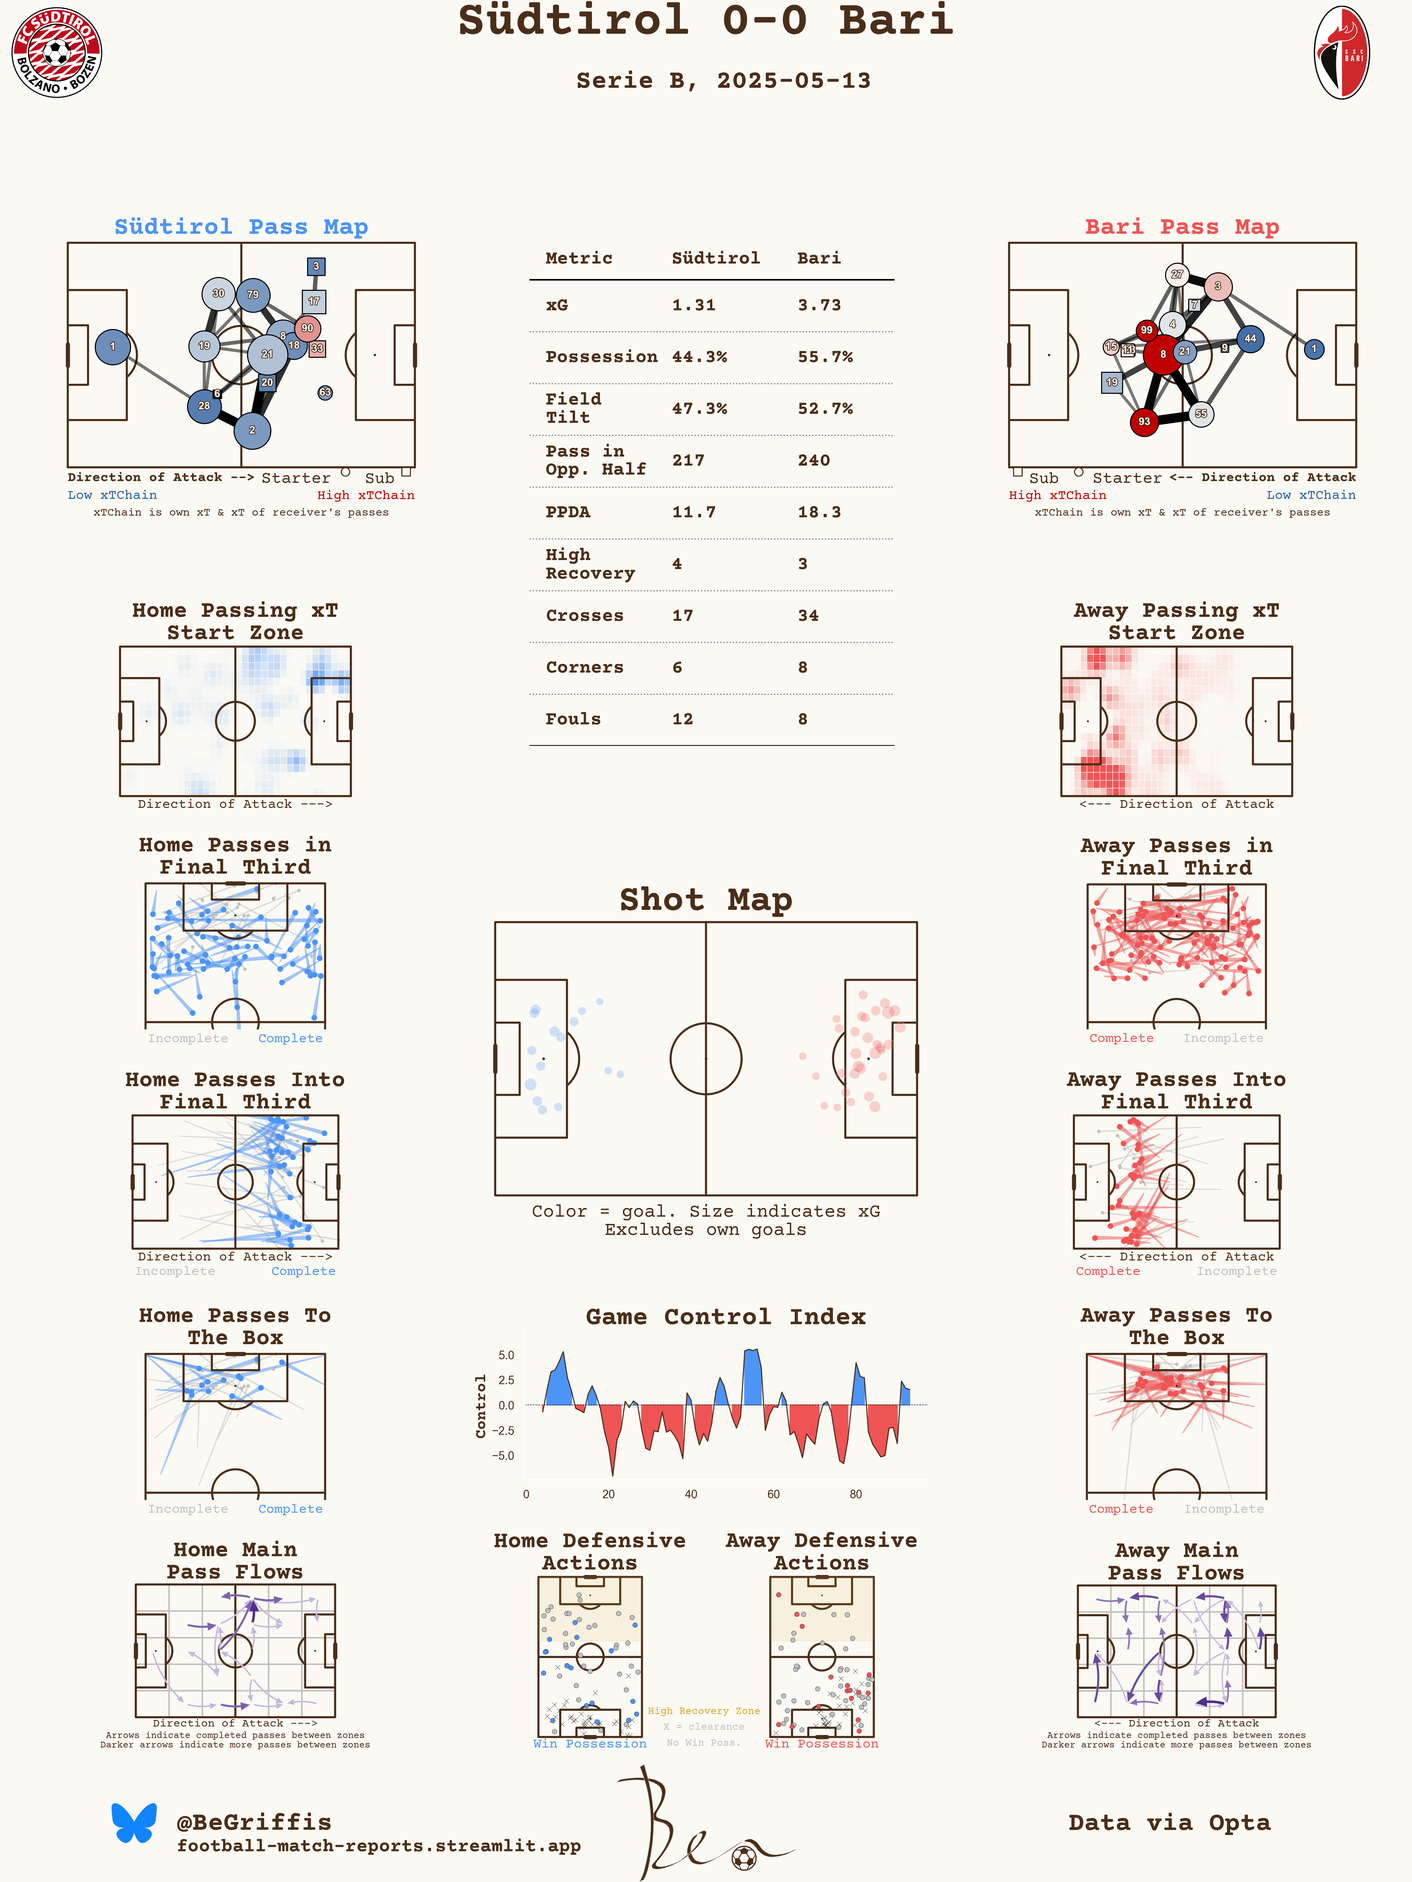 Südtirol 0-0 Bari
Serie B, 2025-05-13
FC SÜDTIROL
BOLZANO • BOZEN
SSC
BARI
Südtirol Pass Map
1
30
79
3
17
90
8
18
33
19
21
20
6
28
2
63
Direction of Attack --> Starter Sub
Low xTChain High xTChain
xTChain is own xT & xT of receiver's passes
Metric Südtirol Bari
xG 1.31 3.73
Possession 44.3% 55.7%
Field
Tilt 47.3% 52.7%
Pass in
Opp. Half 217 240
PPDA 11.7 18.3
High
Recovery 4 3
Crosses 17 34
Corners 6 8
Fouls 12 8
Bari Pass Map
27
3
7
4
99
15
11
8
21
9
44
1
19
93
55
Sub Starter <-- Direction of Attack
High xTChain Low xTChain
xTChain is own xT & xT of receiver's passes
Home Passing xT
Start Zone
Direction of Attack --->
Away Passing xT
Start Zone
<--- Direction of Attack
Home Passes in
Final Third
Incomplete Complete
Away Passes in
Final Third
Complete Incomplete
Shot Map
Color = goal. Size indicates xG
Excludes own goals
Home Passes Into
Final Third
Direction of Attack --->
Incomplete Complete
Away Passes Into
Final Third
<--- Direction of Attack
Complete Incomplete
Home Passes To
The Box
Incomplete Complete
Game Control Index
Control
5.0
2.5
0.0
−2.5
−5.0
0 20 40 60 80
Away Passes To
The Box
Complete Incomplete
Home Main
Pass Flows
Direction of Attack --->
Arrows indicate completed passes between zones
Darker arrows indicate more passes between zones
Home Defensive
Actions
Win Possession
High Recovery Zone
X = clearance
No Win Poss.
Away Defensive
Actions
Win Possession
Away Main
Pass Flows
<--- Direction of Attack
Arrows indicate completed passes between zones
Darker arrows indicate more passes between zones
@BeGriffis
football-match-reports.streamlit.app
Ben
Data via Opta